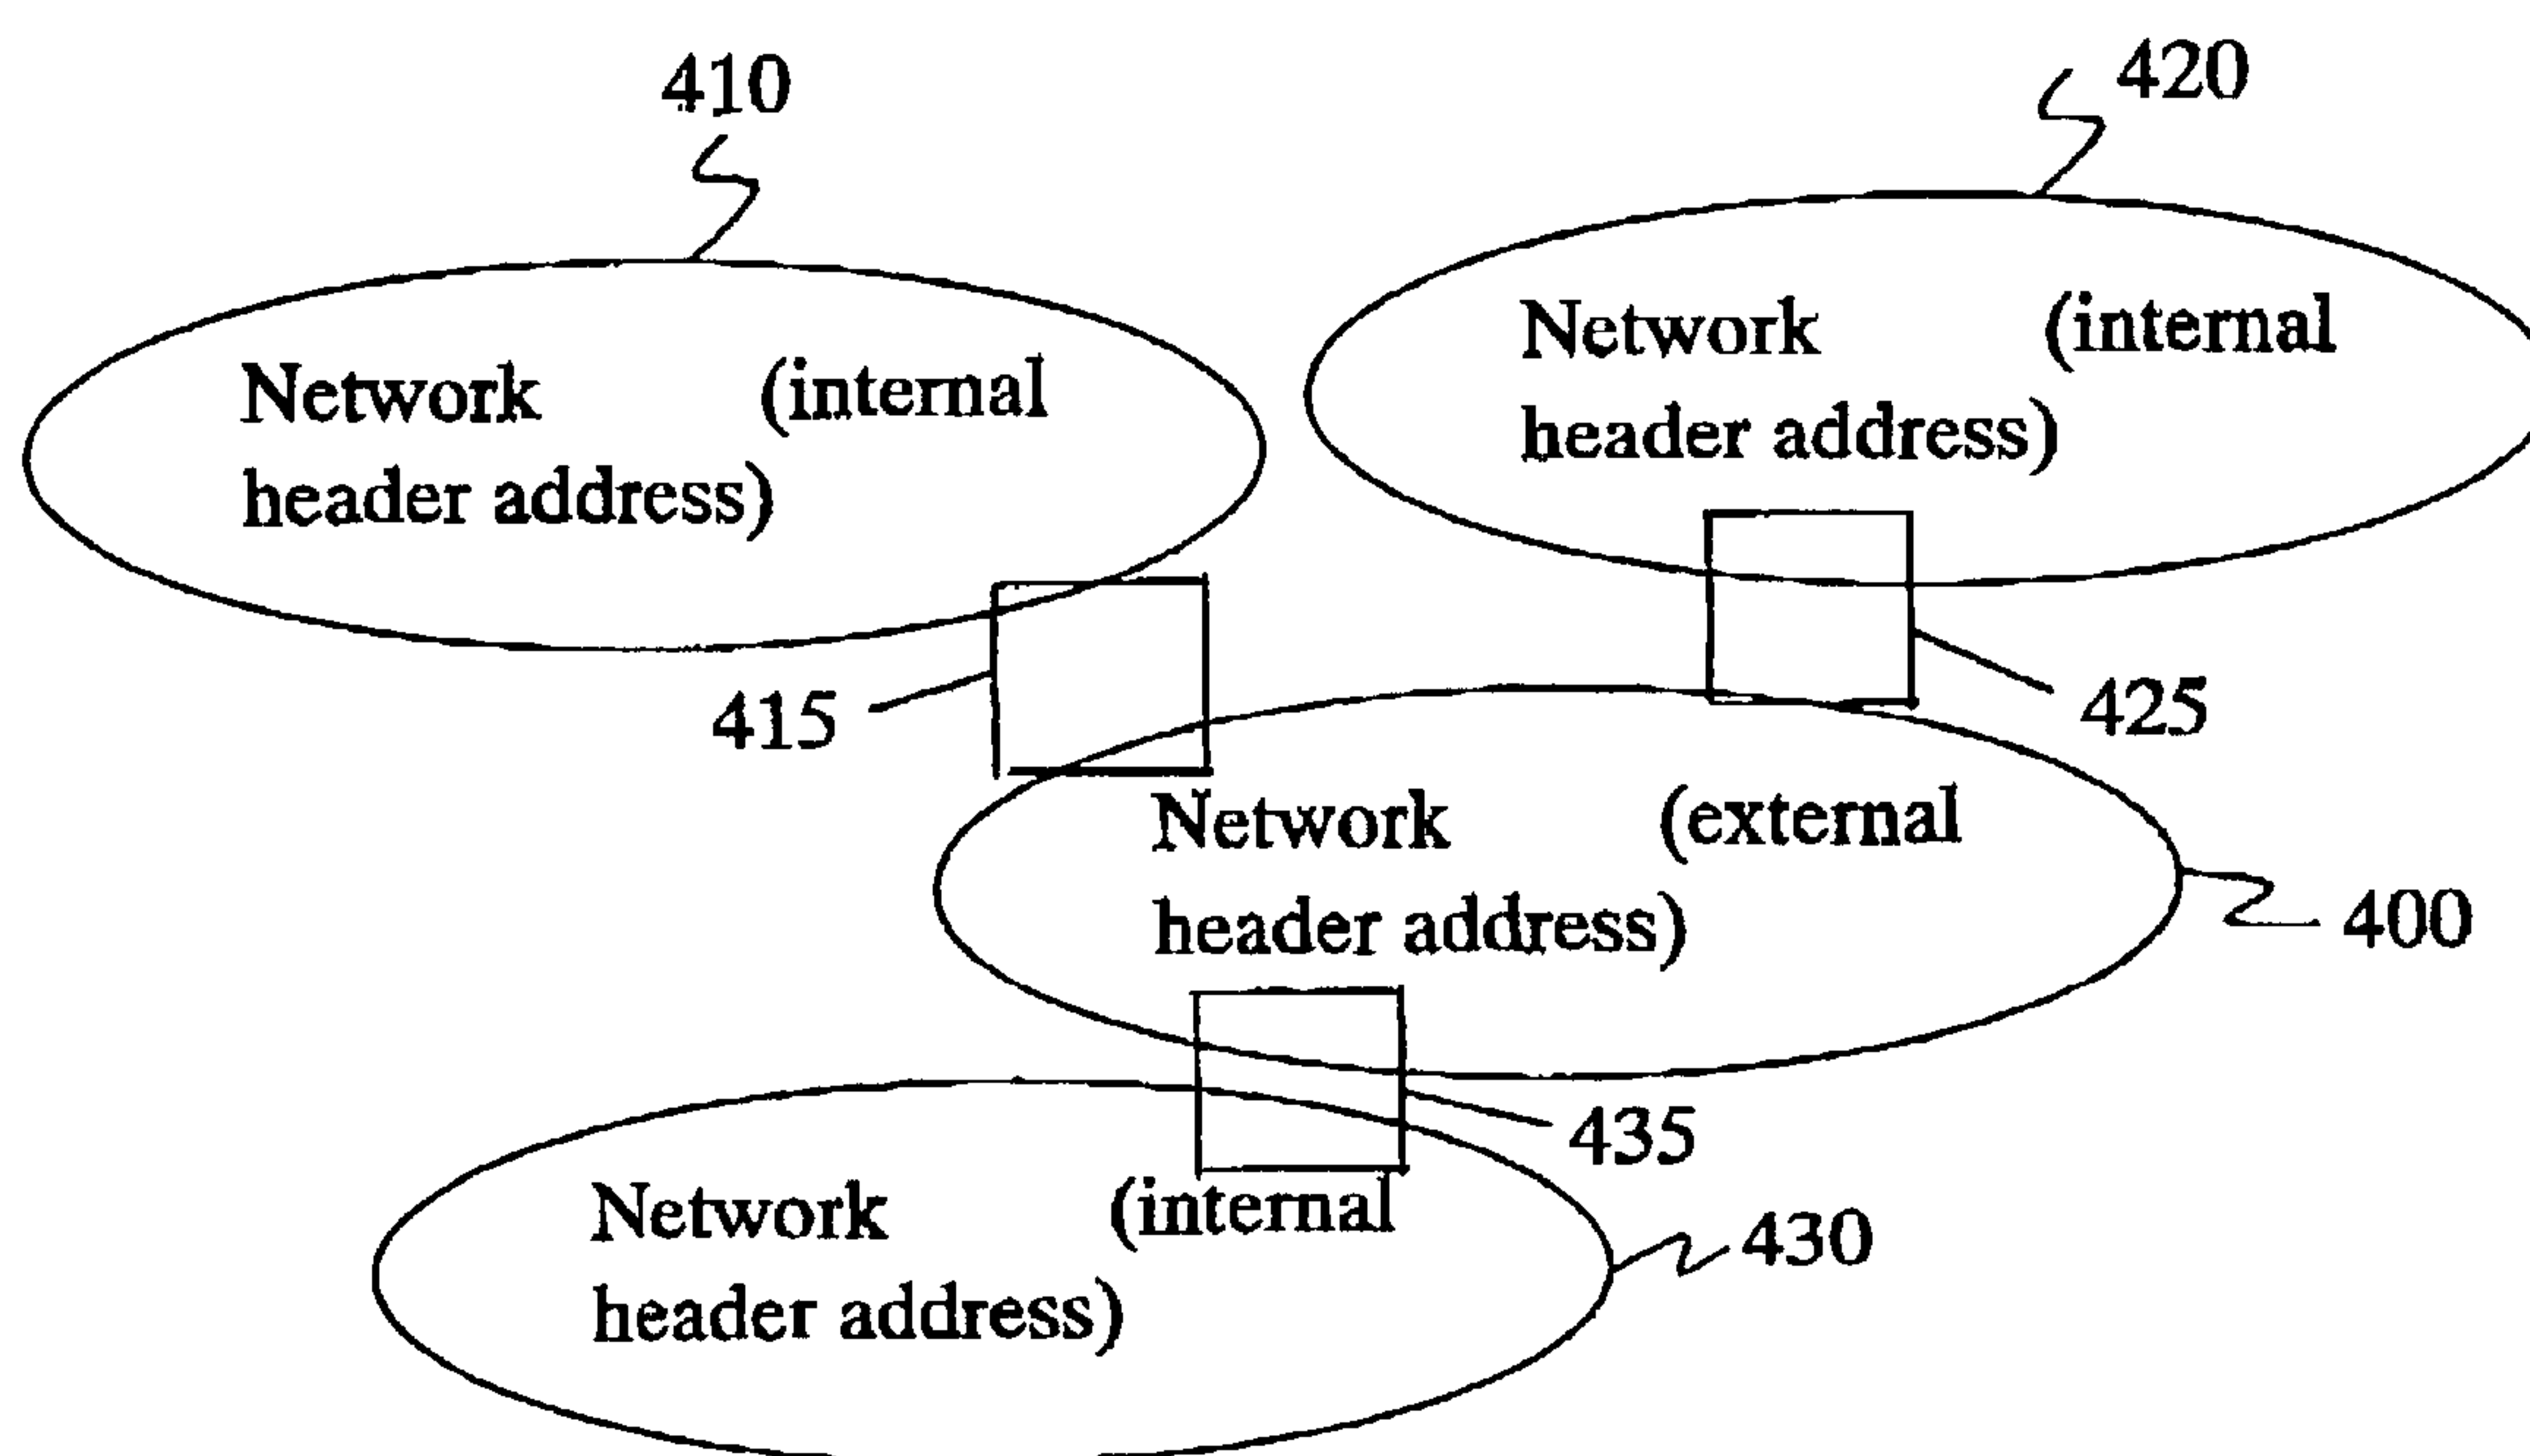 410
420
Network (internal
header address)
Network (internal
header address)
415
425
Network (external
header address)
400
435
Network (internal
header address)
430